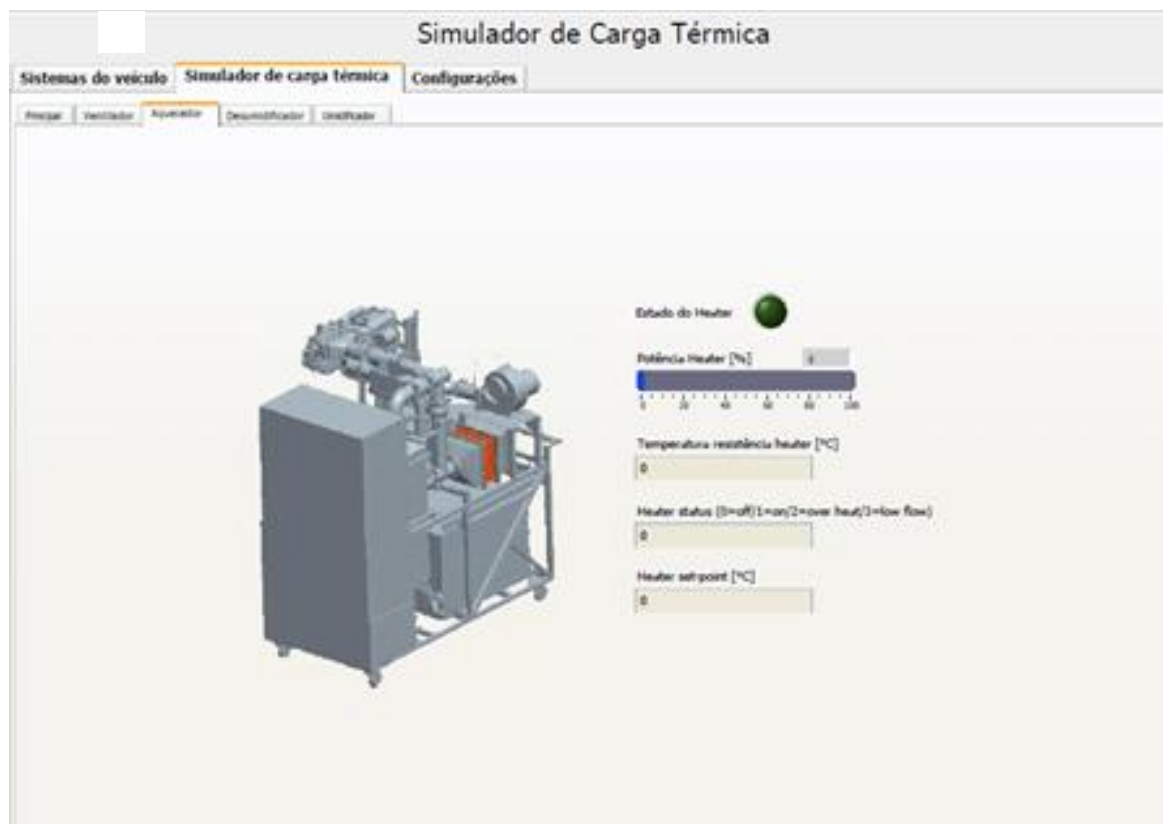 Simulador de Carga Térmica
Sistemas do veículo Simulador de carga térmica Configurações
Principal Ventilador Aquecedor Desumidificador Umidificador
Estado do Heater
Potência Heater [%]
0 20 40 60 80 100
Temperatura resistência heater [°C]
0
Heater status (0=off/1=on/2=over heat/3=low flow)
0
Heater set-point [°C]
0